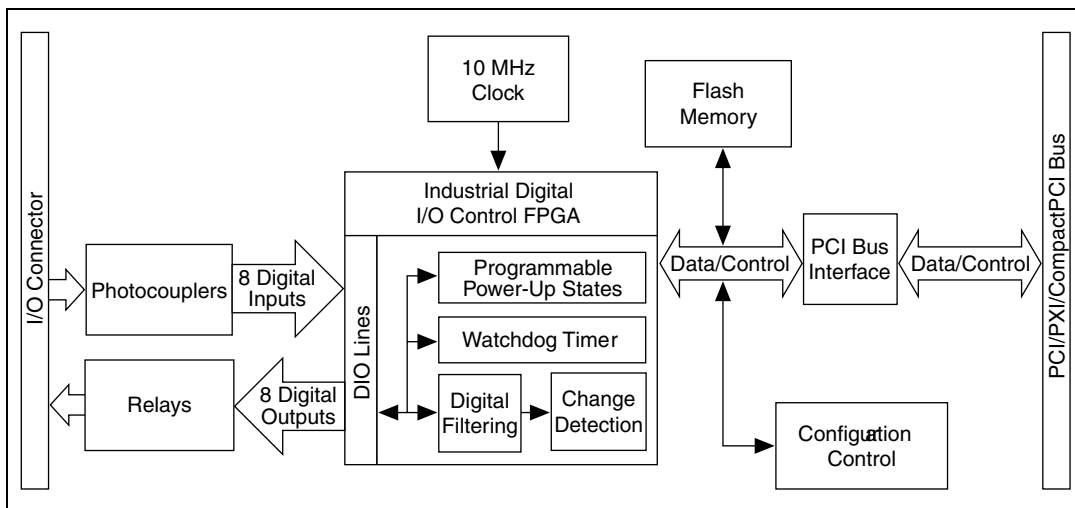 I/O Connector
Photocouplers
Relays
8 Digital
Inputs
8 Digital
Outputs
10 MHz
Clock
Industrial Digital
I/O Control FPGA
DIO Lines
Programmable
Power-Up States
Watchdog Timer
Digital
Filtering
Change
Detection
Flash
Memory
Data/Control
PCI Bus
Interface
Data/Control
Configuration
Control
PCI/PXI/CompactPCI Bus